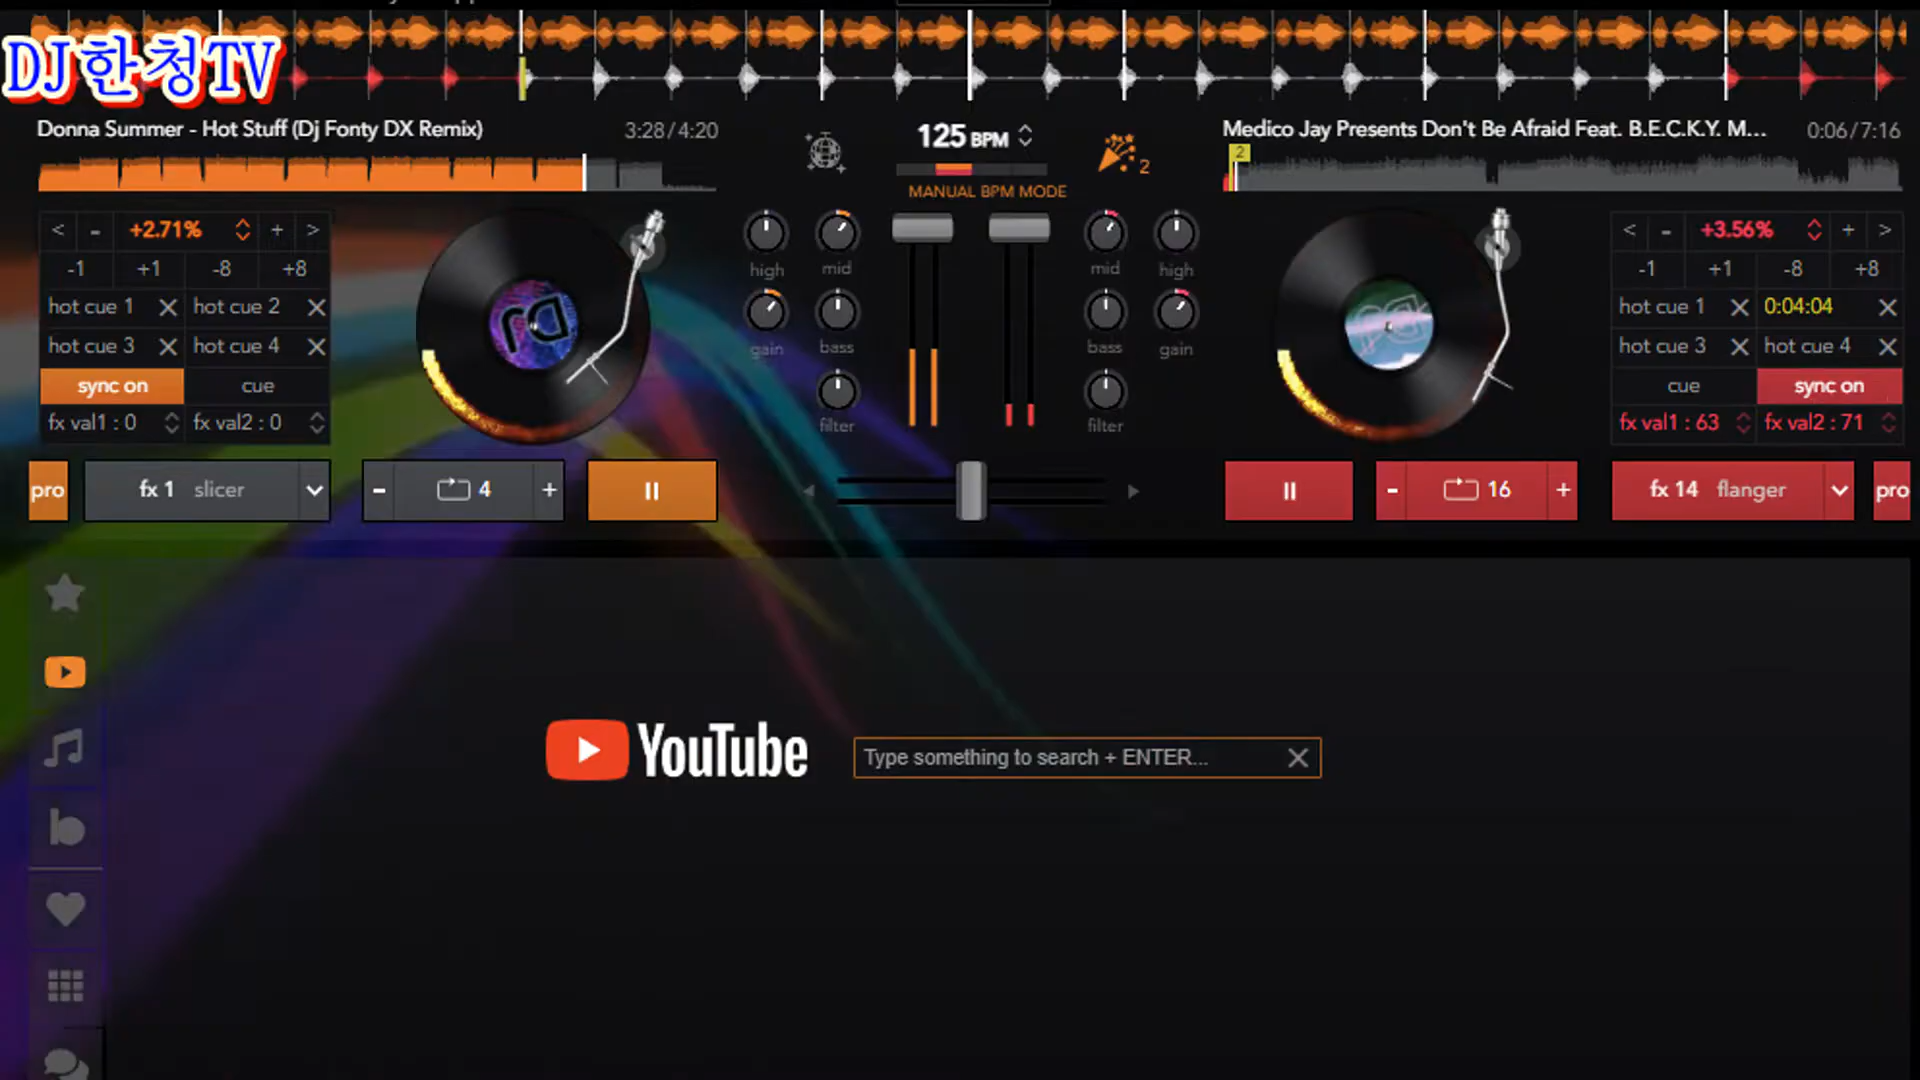 DJ한청TV
Donna Summer - Hot Stuff (Dj Fonty DX Remix)
3:28/4:20
125 BPM
2
Medico Jay Presents Don't Be Afraid Feat. B.E.C.K.Y. M...
0:06/7:16
2
MANUAL BPM MODE
< - +2.71% + >
-1 +1 -8 +8
hot cue 1 hot cue 2
hot cue 3 hot cue 4
sync on cue
fx val1 : 0 fx val2 : 0
high mid
gain bass
filter
mid high
bass gain
filter
< - +3.56% + >
-1 +1 -8 +8
hot cue 1 0:04:04
hot cue 3 hot cue 4
cue sync on
fx val1 : 63 fx val2 : 71
pro fx 1 slicer - 4 +
- 16 + fx 14 flanger pro
YouTube
Type something to search + ENTER...